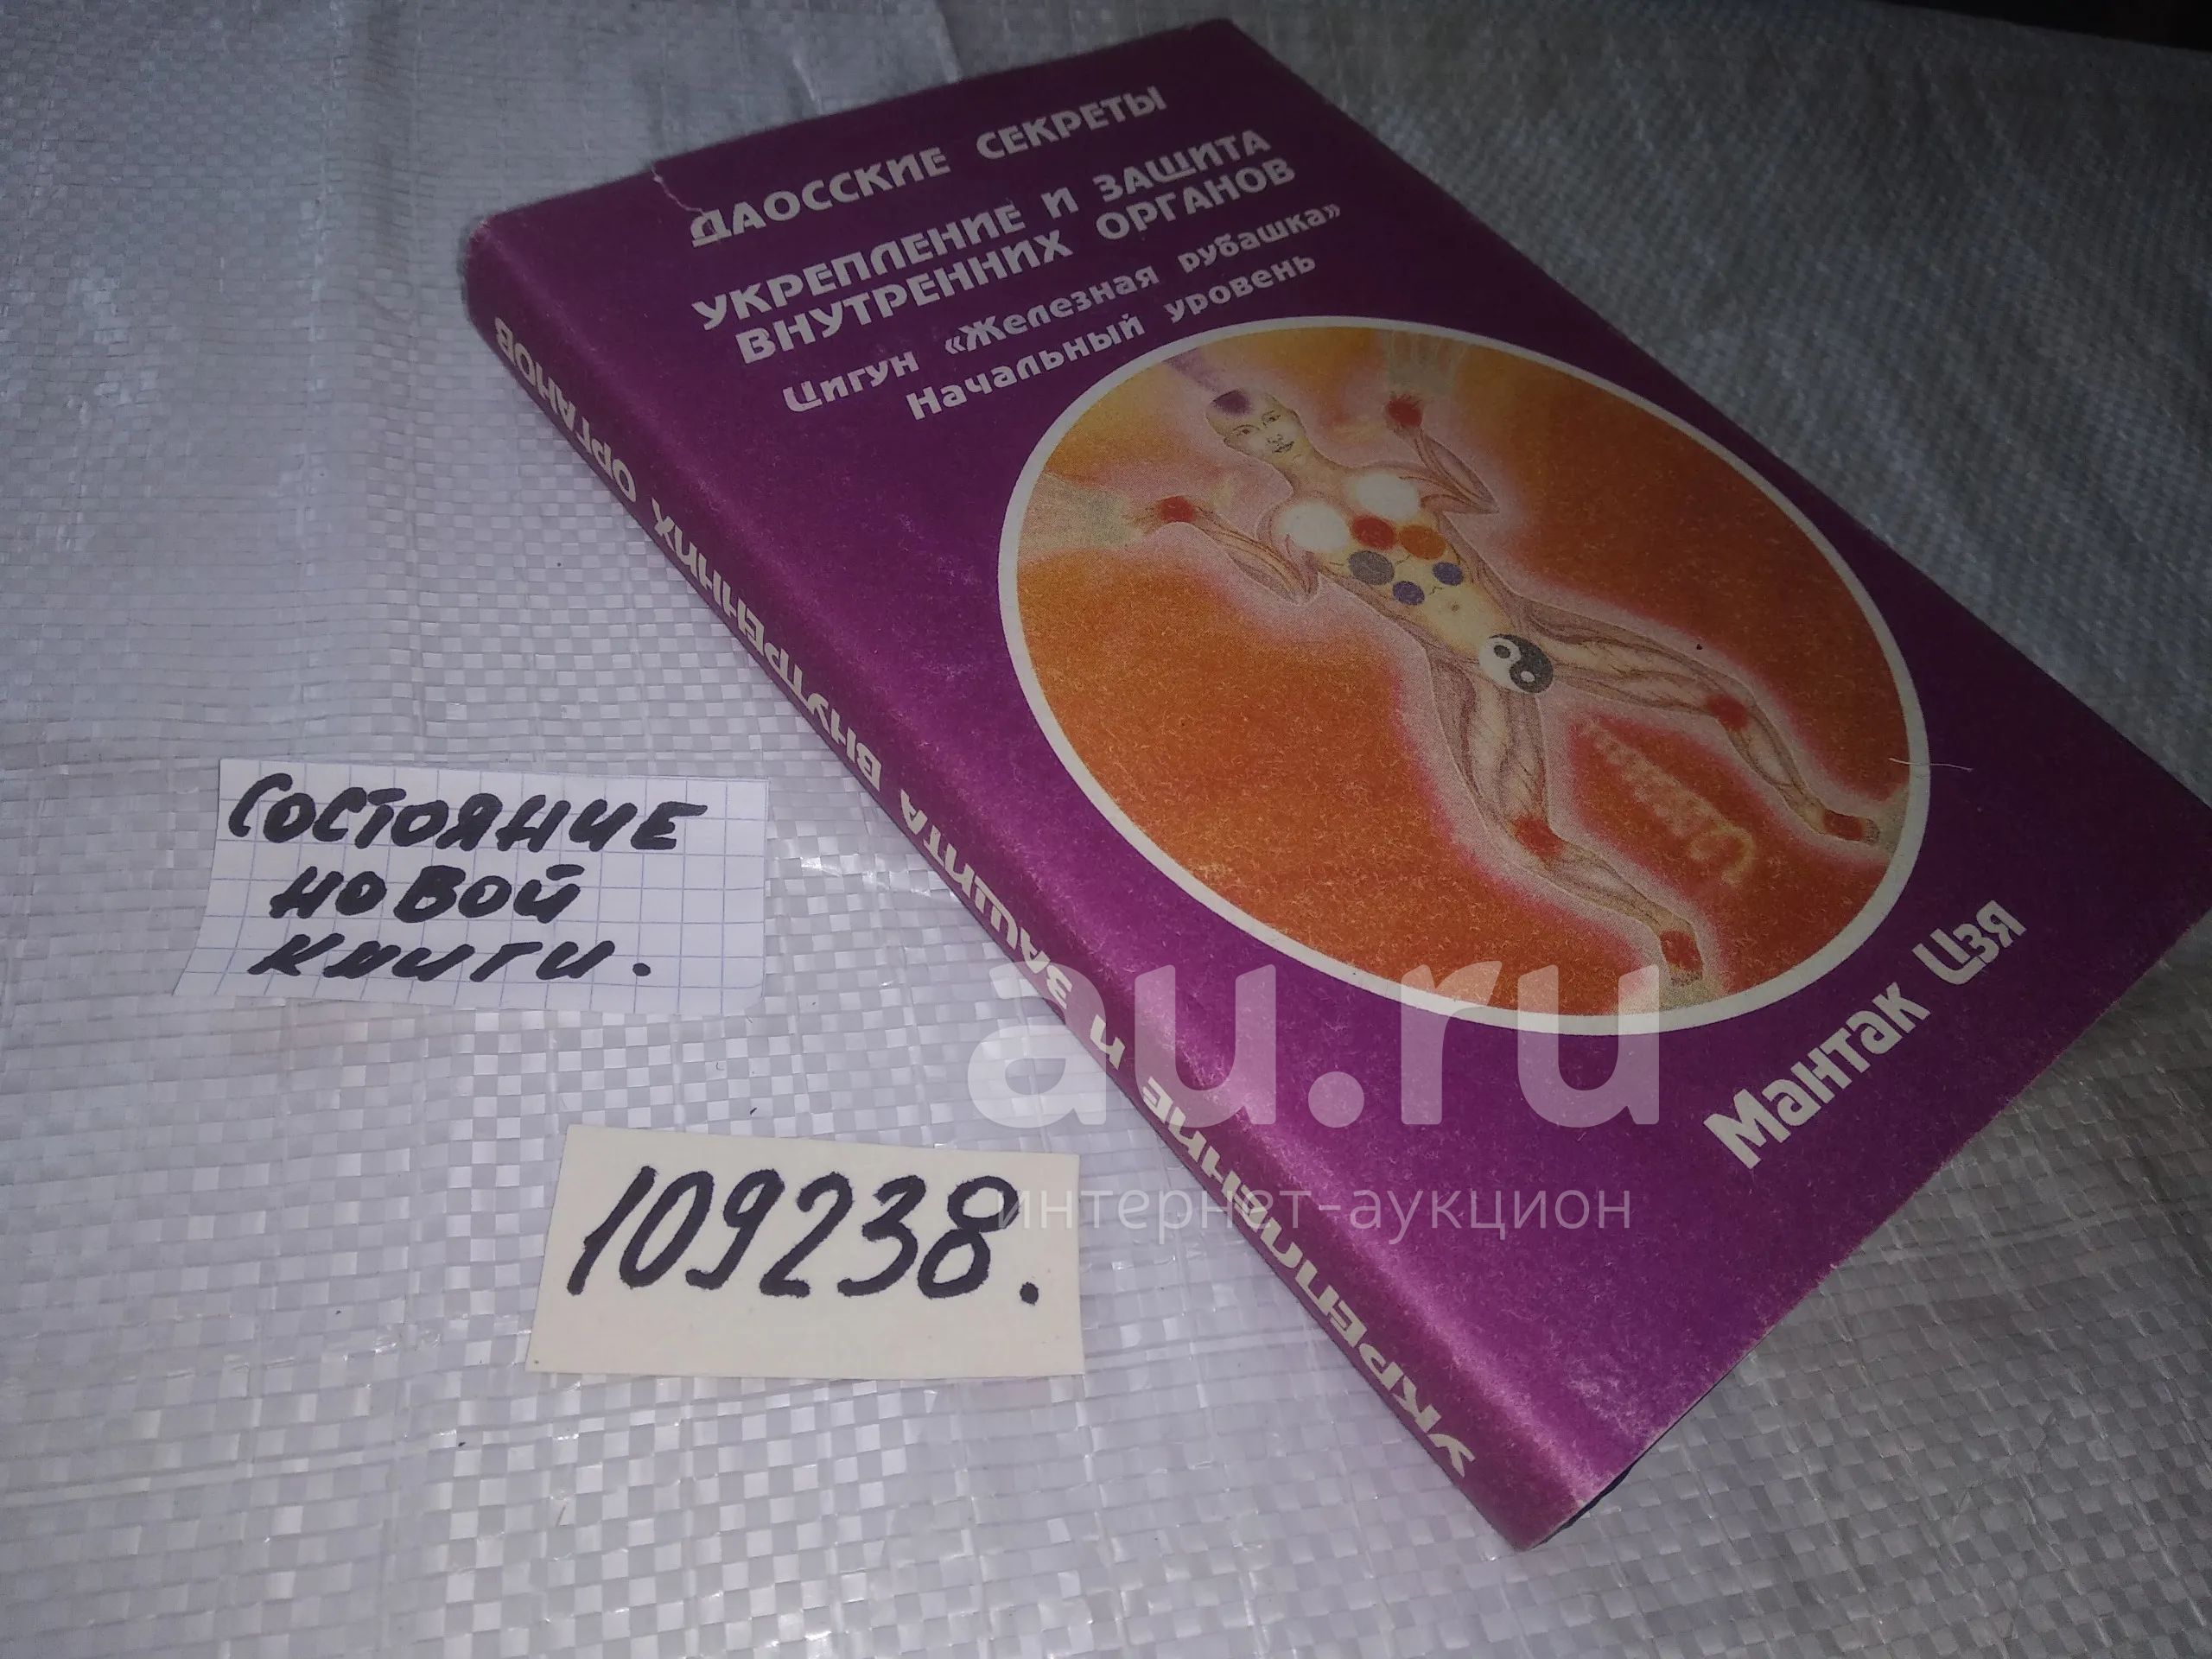 ДАОССКИЕ СЕКРЕТЫ
УКРЕПЛЕНИЕ И ЗАЩИТА
ВНУТРЕННИХ ОРГАНОВ
Цигун «Железная рубашка»
Начальный уровень
Мантак Цзя
УКРЕПЛЕНИЕ И ЗАЩИТА ВНУТРЕННИХ ОРГАНОВ
СОСТОЯНИЕ
НОВОЙ
КНИГИ.
109238.
au.ru
интернет-аукцион